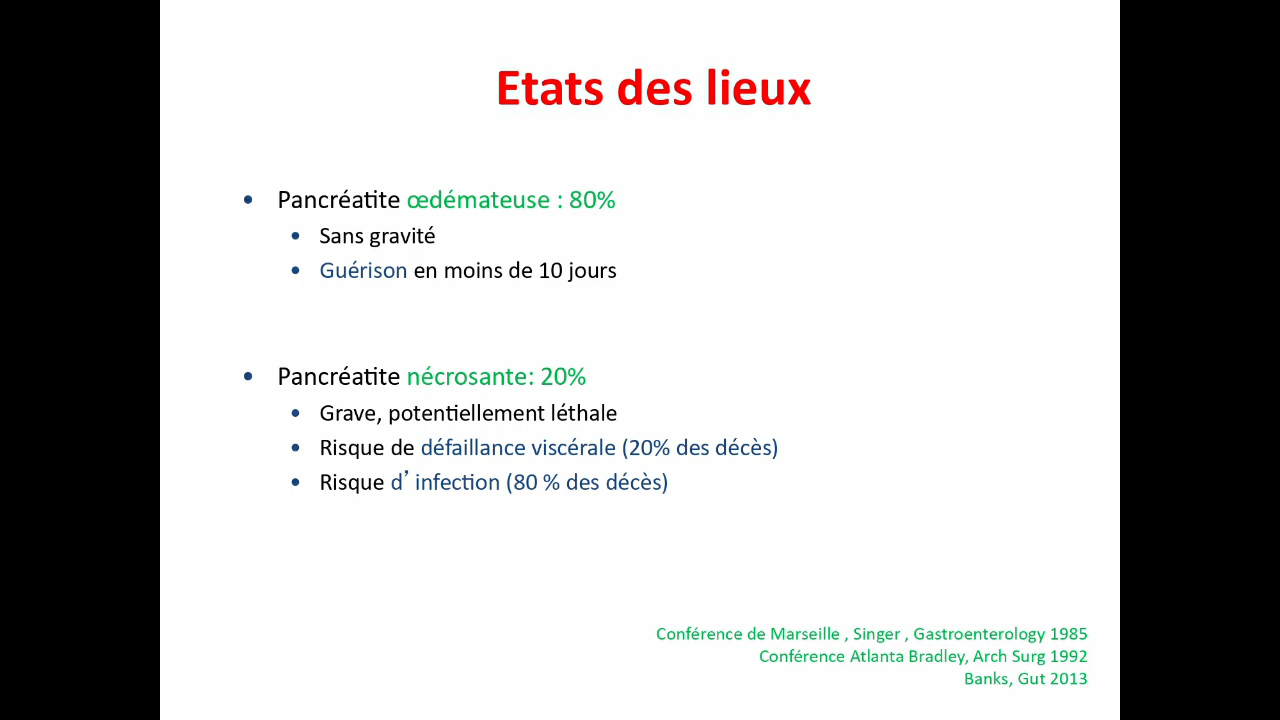 Etats des lieux
• Pancréatite œdémateuse : 80%
• Sans gravité
• Guérison en moins de 10 jours
• Pancréatite nécrosante: 20%
• Grave, potentiellement léthale
• Risque de défaillance viscérale (20% des décès)
• Risque d’ infection (80 % des décès)
Conférence de Marseille , Singer , Gastroenterology 1985
Conférence Atlanta Bradley, Arch Surg 1992
Banks, Gut 2013